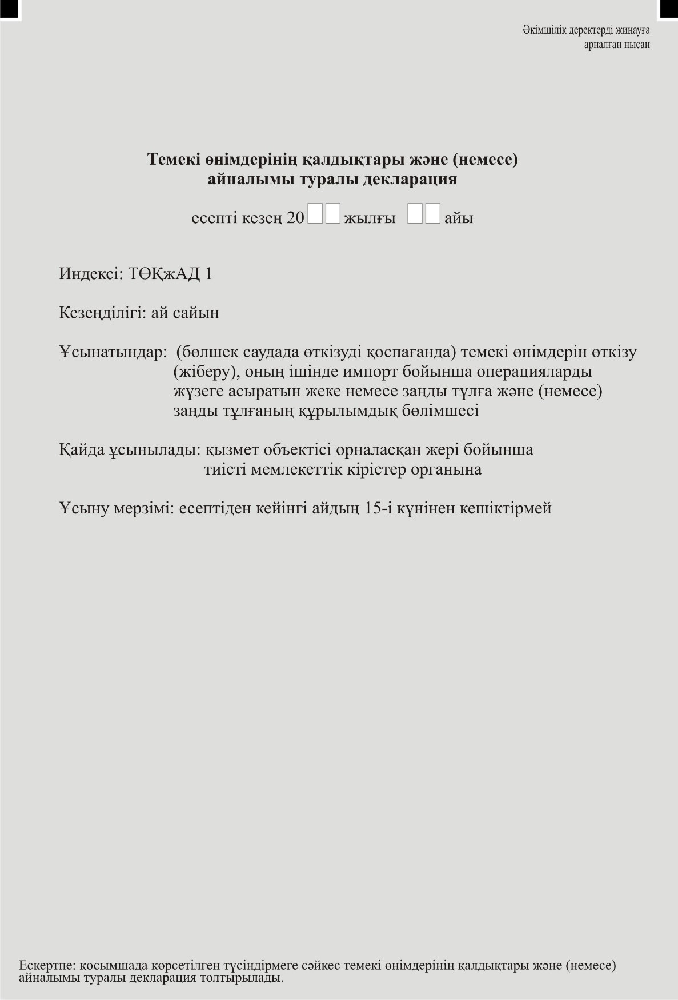 Әкімшілік деректерді жинауға
арналған нысан
Темекі өнімдерінің қалдықтары және (немесе)
айналымы туралы декларация
есепті кезең 20 жылғы айы
Индексі: ТӨҚжАД 1
Кезеңділігі: ай сайын
Ұсынатындар: (бөлшек саудада өткізуді қоспағанда) темекі өнімдерін өткізу
(жіберу), оның ішінде импорт бойынша операцияларды
жүзеге асыратын жеке немесе заңды тұлға және (немесе)
заңды тұлғаның құрылымдық бөлімшесі
Қайда ұсынылады: қызмет объектісі орналасқан жері бойынша
тиісті мемлекеттік кірістер органына
Ұсыну мерзімі: есептіден кейінгі айдың 15-і күнінен кешіктірмей
Ескертпе: қосымшада көрсетілген түсіндірмеге сәйкес темекі өнімдерінің қалдықтары және (немесе)
айналымы туралы декларация толтырылады.